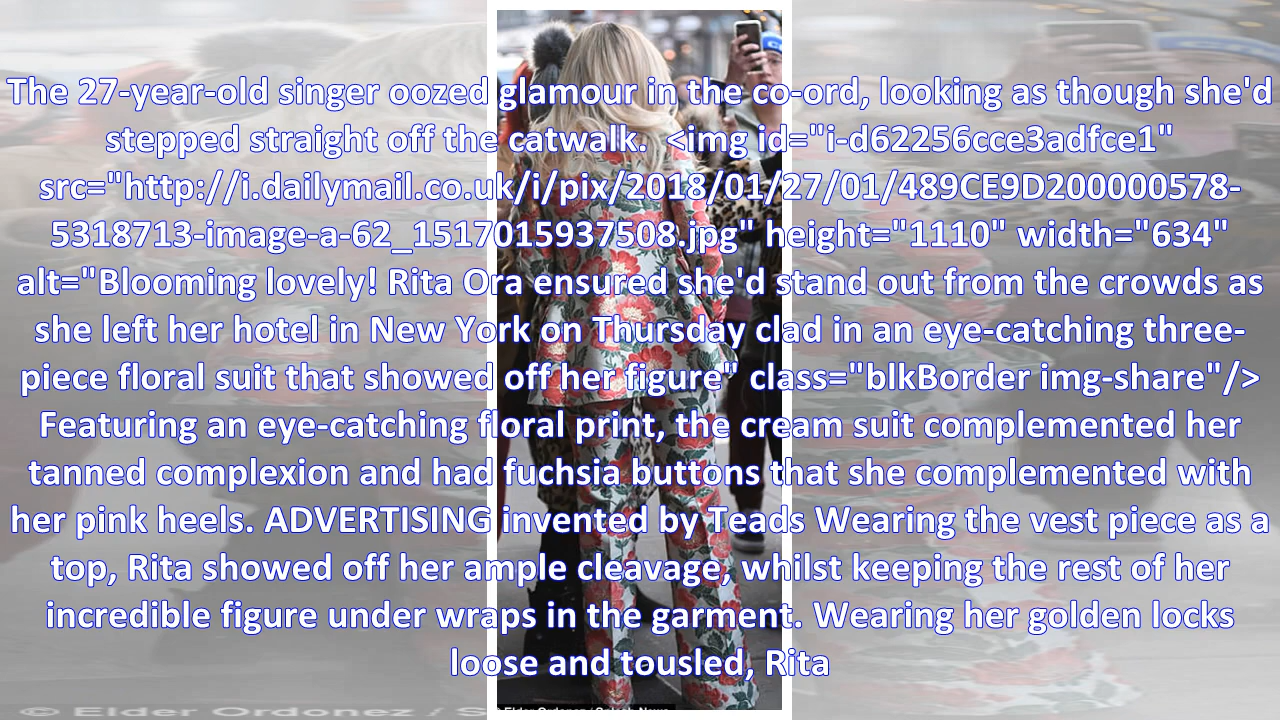 The 27-year-old singer oozed glamour in the co-ord, looking as though she'd
stepped straight off the catwalk.  <img id="i-d62256cce3adfce1"
src="http://i.dailymail.co.uk/i/pix/2018/01/27/01/489CE9D200000578-
5318713-image-a-62_1517015937508.jpg" height="1110" width="634"
alt="Blooming lovely! Rita Ora ensured she'd stand out from the crowds as
she left her hotel in New York on Thursday clad in an eye-catching three-
piece floral suit that showed off her figure" class="blkBorder img-share"/>
Featuring an eye-catching floral print, the cream suit complemented her
tanned complexion and had fuchsia buttons that she complemented with
her pink heels. ADVERTISING invented by Teads Wearing the vest piece as a
top, Rita showed off her ample cleavage, whilst keeping the rest of her
incredible figure under wraps in the garment. Wearing her golden locks
loose and tousled, Rita
© Elder Ordonez / S
Elder Ordonez / Splash News